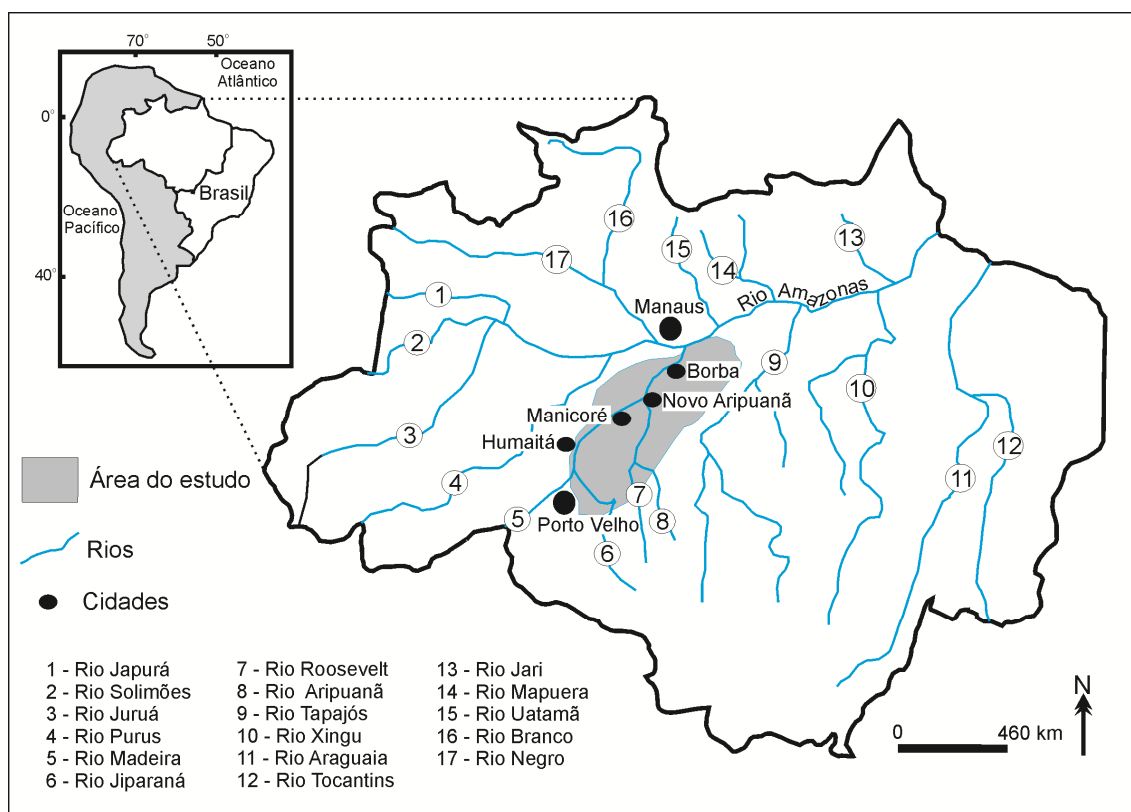 70°
50°
Oceano
Atlântico
0°
Brasil
Oceano
Pacífico
40°
16
13
15
14
17
Rio Amazonas
1
Manaus
2
Borba
9
Novo Aripuanã
10
Manicoré
3
Humaitá
12
11
4
7
5
Porto Velho
8
6
Área do estudo
Rios
Cidades
1 - Rio Japurá
2 - Rio Solimões
3 - Rio Juruá
4 - Rio Purus
5 - Rio Madeira
6 - Rio Jiparaná
7 - Rio Roosevelt
8 - Rio Aripuanã
9 - Rio Tapajós
10 - Rio Xingu
11 - Rio Araguaia
12 - Rio Tocantins
13 - Rio Jari
14 - Rio Mapuera
15 - Rio Uatamã
16 - Rio Branco
17 - Rio Negro
0 460 km
N